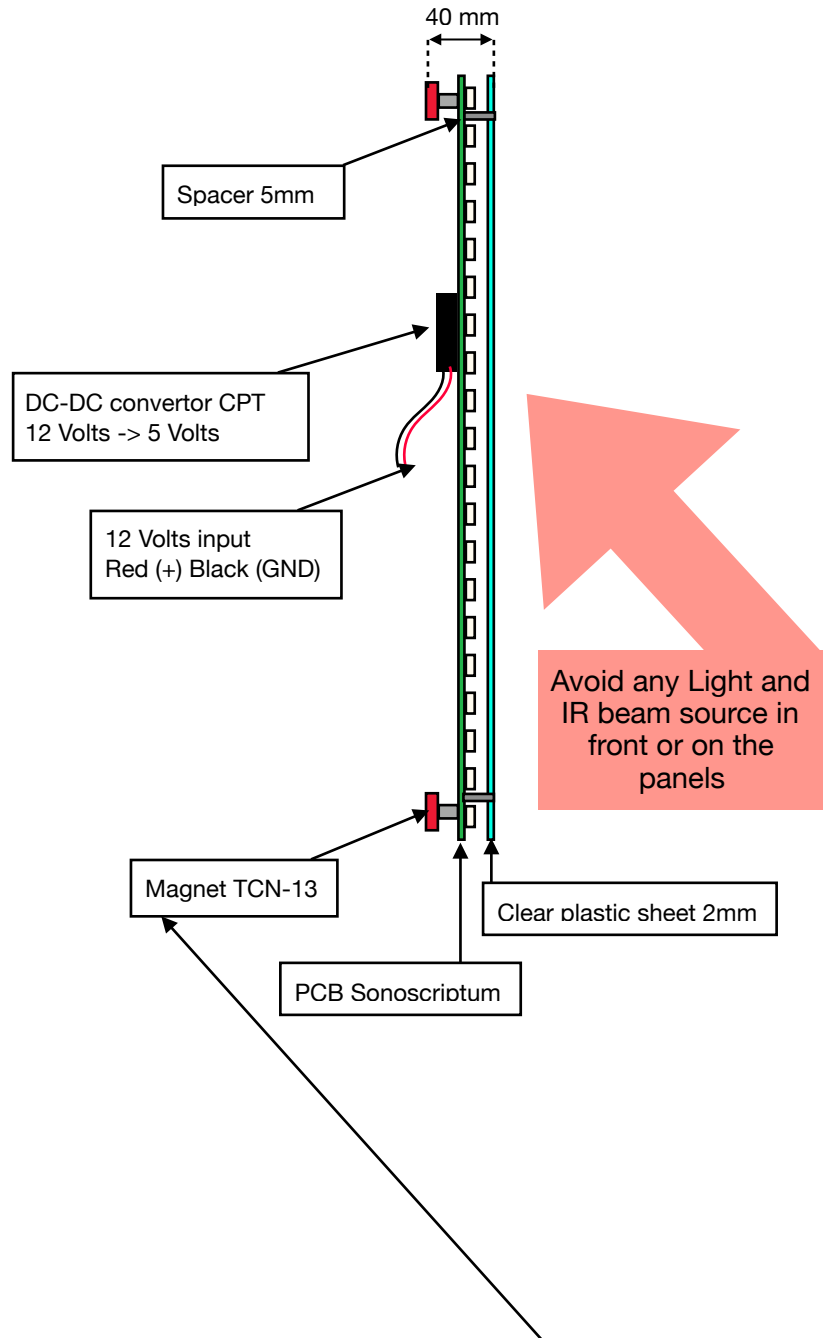 40 mm
Spacer 5mm
DC-DC convertor CPT
12 Volts -> 5 Volts
12 Volts input
Red (+) Black (GND)
Avoid any Light and
IR beam source in
front or on the
panels
Magnet TCN-13
Clear plastic sheet 2mm
PCB Sonoscriptum